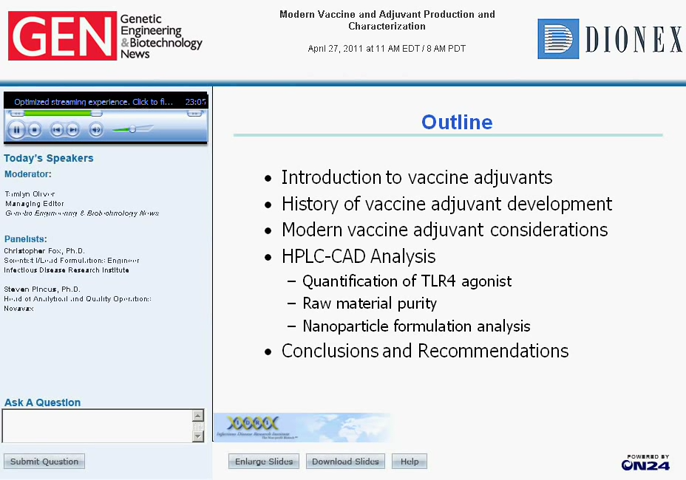 GEN Genetic
Engineering
& Biotechnology
News
Modern Vaccine and Adjuvant Production and
Characterization
April 27, 2011 at 11 AM EDT / 8 AM PDT
DIONEX
Optimized streaming experience. Click to fi...
Today's Speakers
Moderator:
Tamlyn Oliver
Managing Editor
Genetic Engineering & Biotechnology News
Panelists:
Christopher Fox, Ph.D.
Scientist I/Lead Formulations Engineer
Infectious Disease Research Institute
Steven Pincus, Ph.D.
Head of Analytical and Quality Operations
Novavax
Ask A Question
Submit Question
Outline
• Introduction to vaccine adjuvants
• History of vaccine adjuvant development
• Modern vaccine adjuvant considerations
• HPLC-CAD Analysis
– Quantification of TLR4 agonist
– Raw material purity
– Nanoparticle formulation analysis
• Conclusions and Recommendations
Infectious Disease Research Institute
Enlarge Slides
Download Slides
Help
POWERED BY
ON24